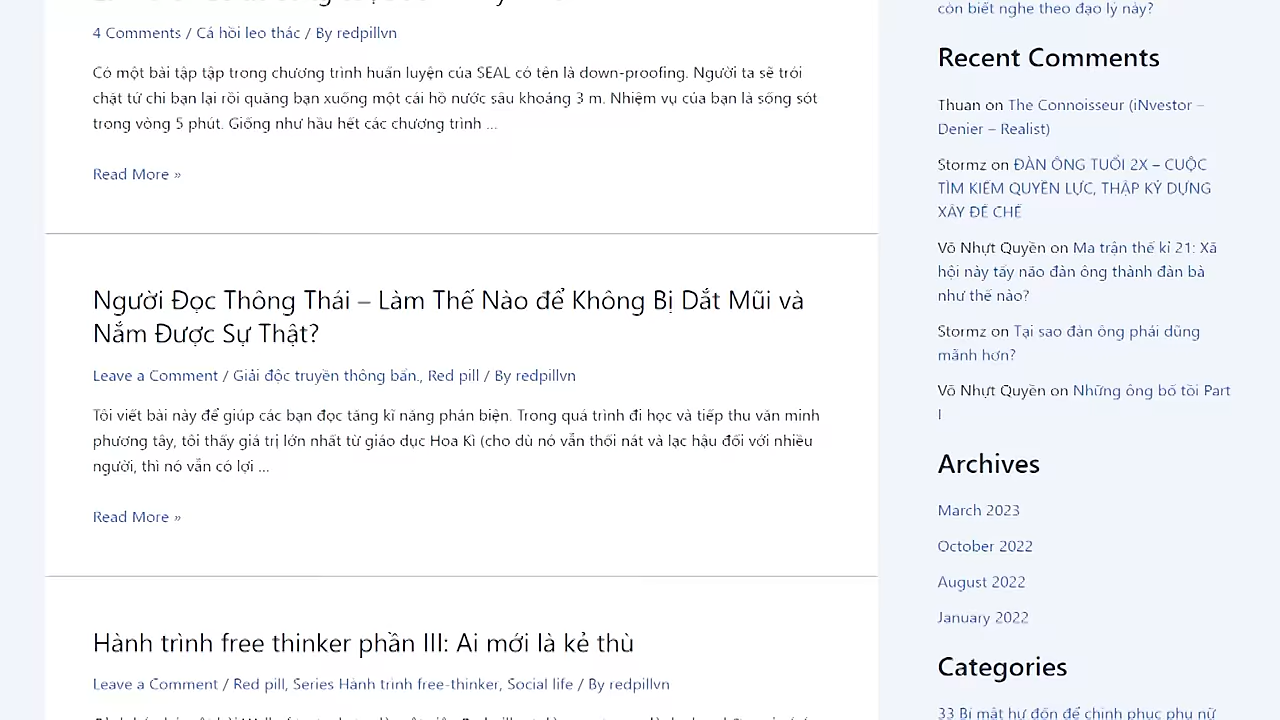 4 Comments / Cá hồi leo thác / By redpillvn
Có một bài tập tập trong chương trình huấn luyện của SEAL có tên là down-proofing. Người ta sẽ trói
chặt tứ chi bạn lại rồi quăng bạn xuống một cái hồ nước sâu khoảng 3 m. Nhiệm vụ của bạn là sống sót
trong vòng 5 phút. Giống như hầu hết các chương trình ...
Read More »
Người Đọc Thông Thái – Làm Thế Nào để Không Bị Dắt Mũi và
Nắm Được Sự Thật?
Leave a Comment / Giải độc truyền thông bẩn., Red pill / By redpillvn
Tôi viết bài này để giúp các bạn đọc tăng kĩ năng phản biện. Trong quá trình đi học và tiếp thu văn minh
phương tây, tôi thấy giá trị lớn nhất từ giáo dục Hoa Kì (cho dù nó vẫn thối nát và lạc hậu đối với nhiều
người, thì nó vẫn có lợi ...
Read More »
Hành trình free thinker phần III: Ai mới là kẻ thù
Leave a Comment / Red pill, Series Hành trình free-thinker, Social life / By redpillvn
còn biết nghe theo đạo lý này?
Recent Comments
Thuan on The Connoisseur (iNvestor –
Denier – Realist)
Stormz on ĐÀN ÔNG TUỔI 2X – CUỘC
TÌM KIẾM QUYỀN LỰC, THẬP KỶ DỰNG
XÂY ĐẾ CHẾ
Võ Nhựt Quyền on Ma trận thế kỉ 21: Xã
hội này tẩy não đàn ông thành đàn bà
như thế nào?
Stormz on Tại sao đàn ông phải dũng
mãnh hơn?
Võ Nhựt Quyền on Những ông bố tồi Part
I
Archives
March 2023
October 2022
August 2022
January 2022
Categories
33 Bí mật hư đốn để chinh phục phụ nữ